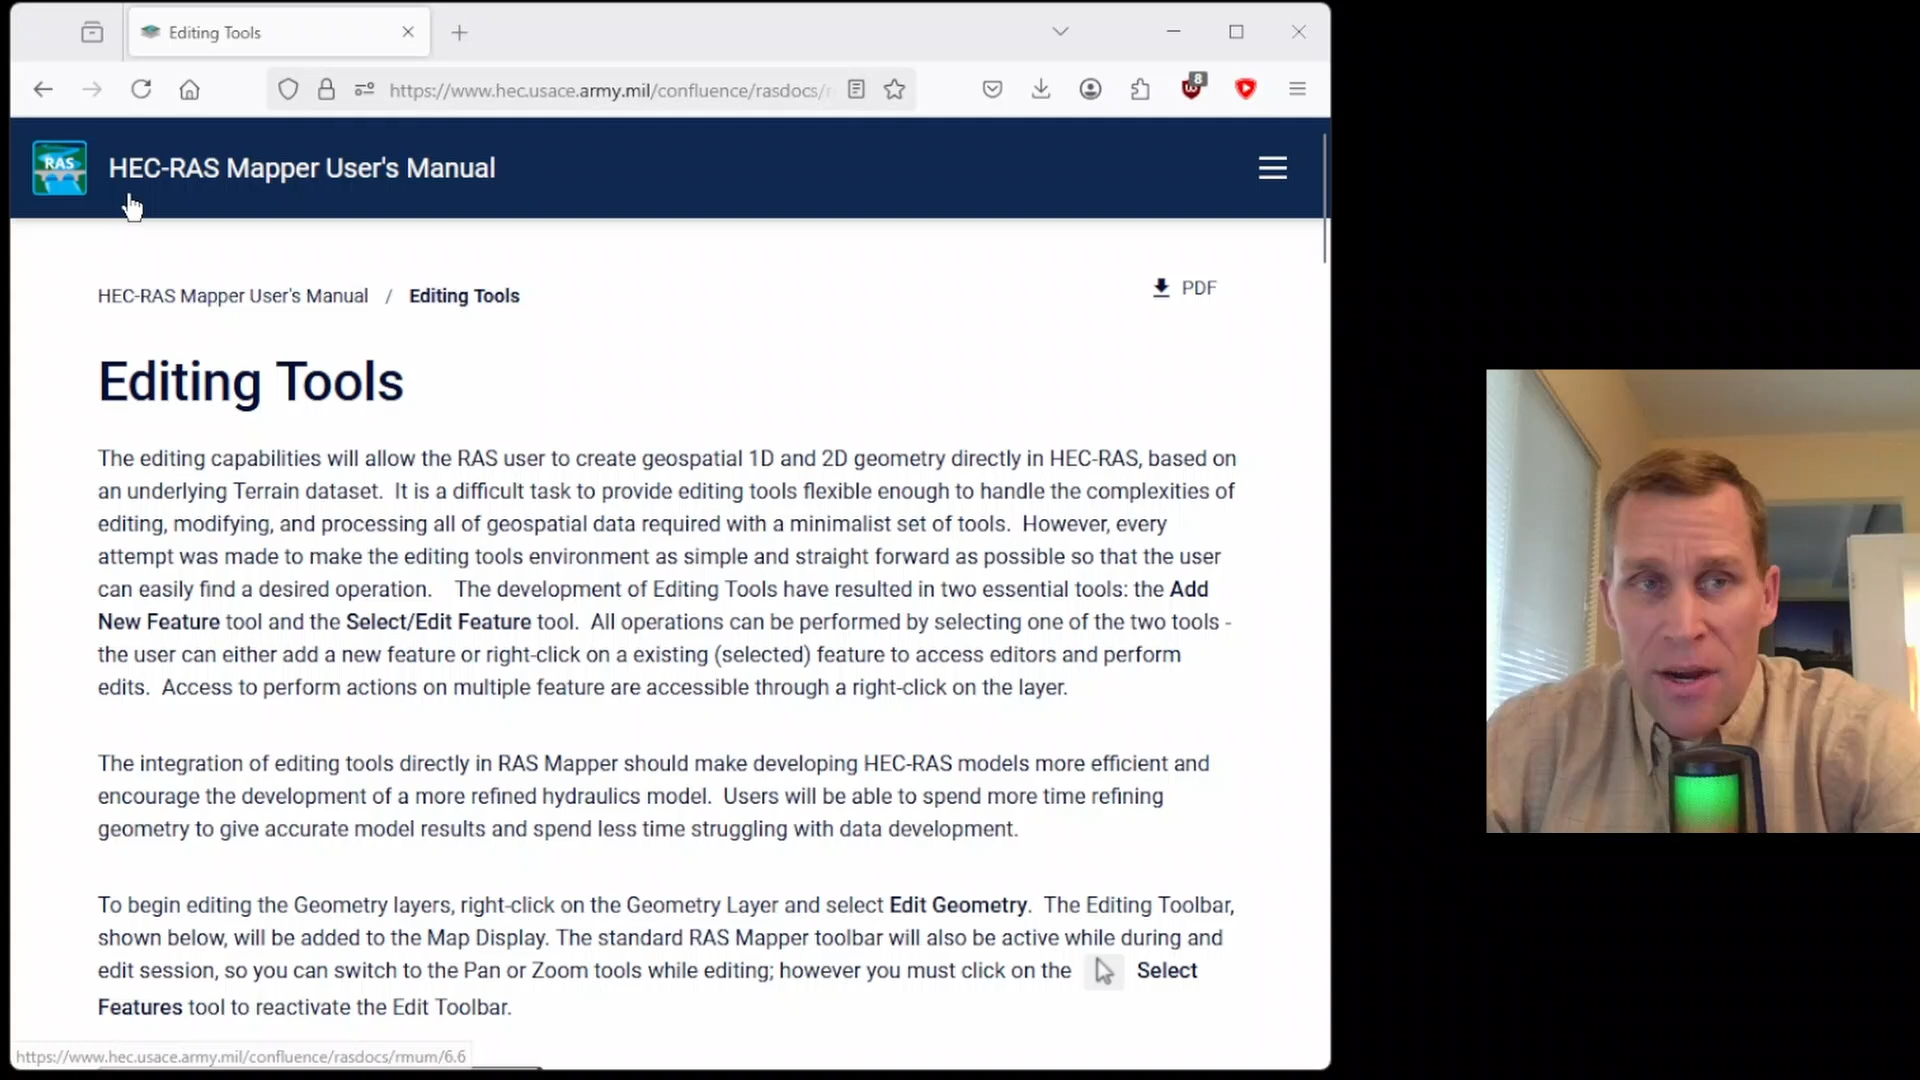 Editing Tools
https://www.hec.usace.army.mil/confluence/rasdocs/r
8
RAS
HEC-RAS Mapper User's Manual
HEC-RAS Mapper User's Manual / Editing Tools
PDF
Editing Tools
The editing capabilities will allow the RAS user to create geospatial 1D and 2D geometry directly in HEC-RAS, based on
an underlying Terrain dataset. It is a difficult task to provide editing tools flexible enough to handle the complexities of
editing, modifying, and processing all of geospatial data required with a minimalist set of tools. However, every
attempt was made to make the editing tools environment as simple and straight forward as possible so that the user
can easily find a desired operation. The development of Editing Tools have resulted in two essential tools: the Add
New Feature tool and the Select/Edit Feature tool. All operations can be performed by selecting one of the two tools -
the user can either add a new feature or right-click on a existing (selected) feature to access editors and perform
edits. Access to perform actions on multiple feature are accessible through a right-click on the layer.
The integration of editing tools directly in RAS Mapper should make developing HEC-RAS models more efficient and
encourage the development of a more refined hydraulics model. Users will be able to spend more time refining
geometry to give accurate model results and spend less time struggling with data development.
To begin editing the Geometry layers, right-click on the Geometry Layer and select Edit Geometry. The Editing Toolbar,
shown below, will be added to the Map Display. The standard RAS Mapper toolbar will also be active while during and
edit session, so you can switch to the Pan or Zoom tools while editing; however you must click on the Select
Features tool to reactivate the Edit Toolbar.
https://www.hec.usace.army.mil/confluence/rasdocs/rmum/6.6